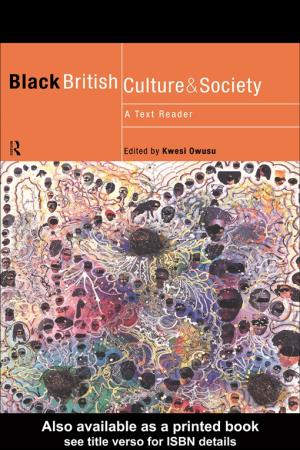 Black British Culture & Society
A Text Reader
R
Edited by Kwesi Owusu
Also available as a printed book
see title verso for ISBN details